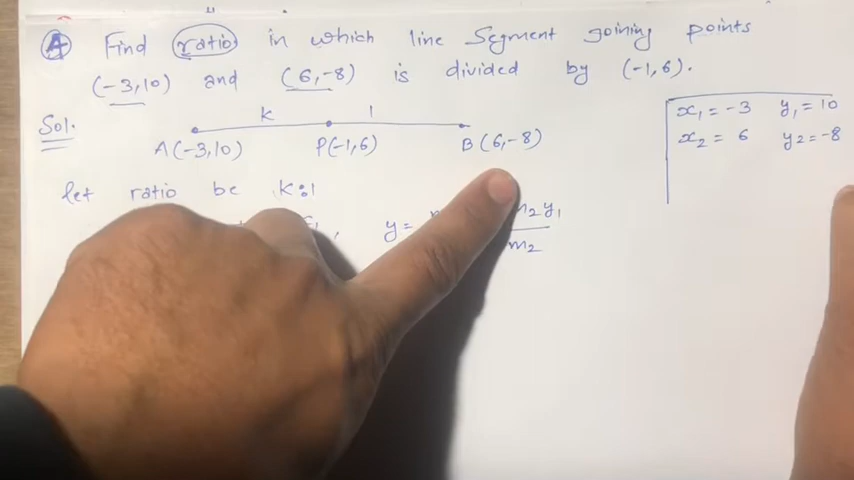 A Find ratio in which line Segment joining points
(-3,10) and (6,-8) is divided by (-1,6).
Sol.
K 1
A(-3,10) P(-1,6) B(6,-8)
x₁ = -3 y₁ = 10
x₂ = 6 y₂ = -8
let ratio be K:1
y = m₂y₁
m₂